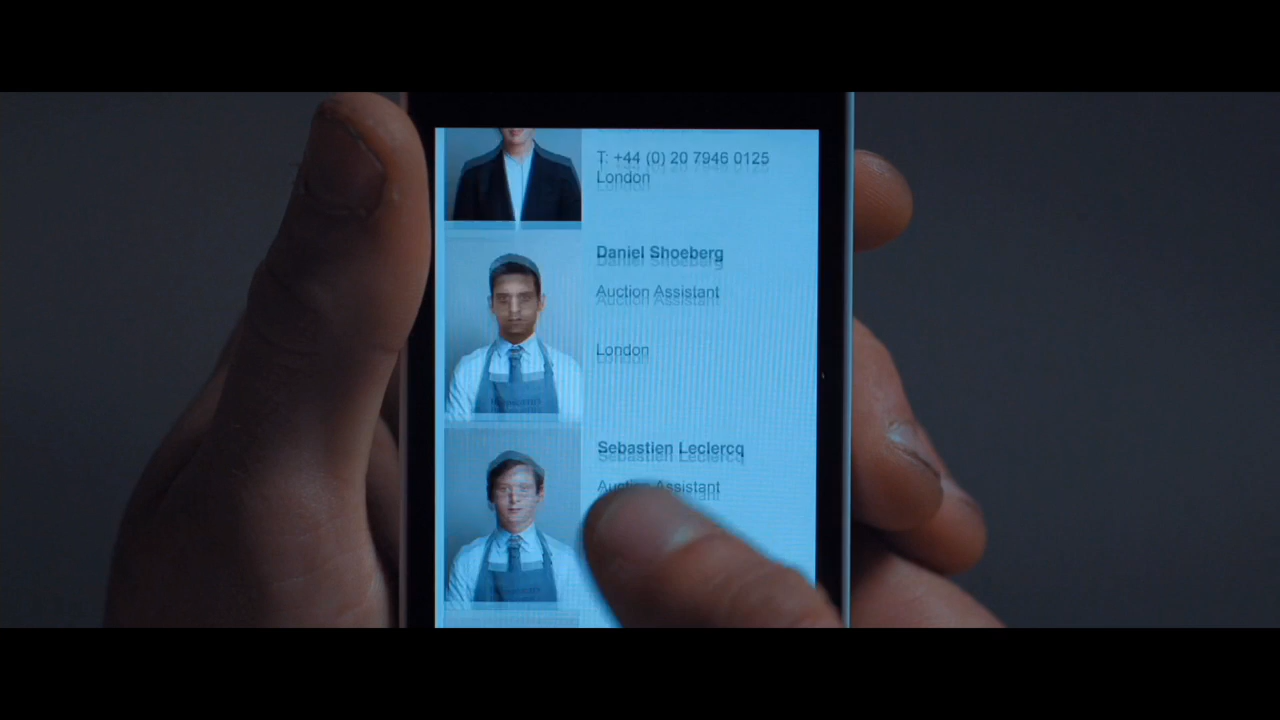 T: +44 (0) 20 7946 0125
London
Daniel Shoeberg
Auction Assistant
London
Sebastien Leclercq
Auction Assistant